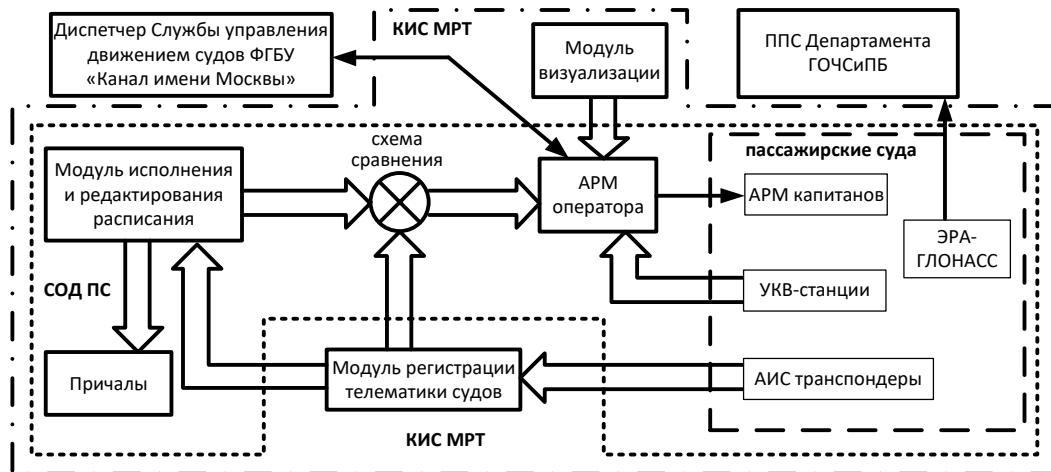 Диспетчер Службы управления
движением судов ФГБУ
«Канал имени Москвы»
КИС МРТ
Модуль
визуализации
ППС Департамента
ГОЧСиПБ
схема
сравнения
пассажирские суда
Модуль исполнения
и редактирования
расписания
АРМ
оператора
АРМ капитанов
ЭРА-
ГЛОНАСС
СОД ПС
УКВ-станции
Причалы
Модуль регистрации
телематики судов
АИС транспондеры
КИС МРТ